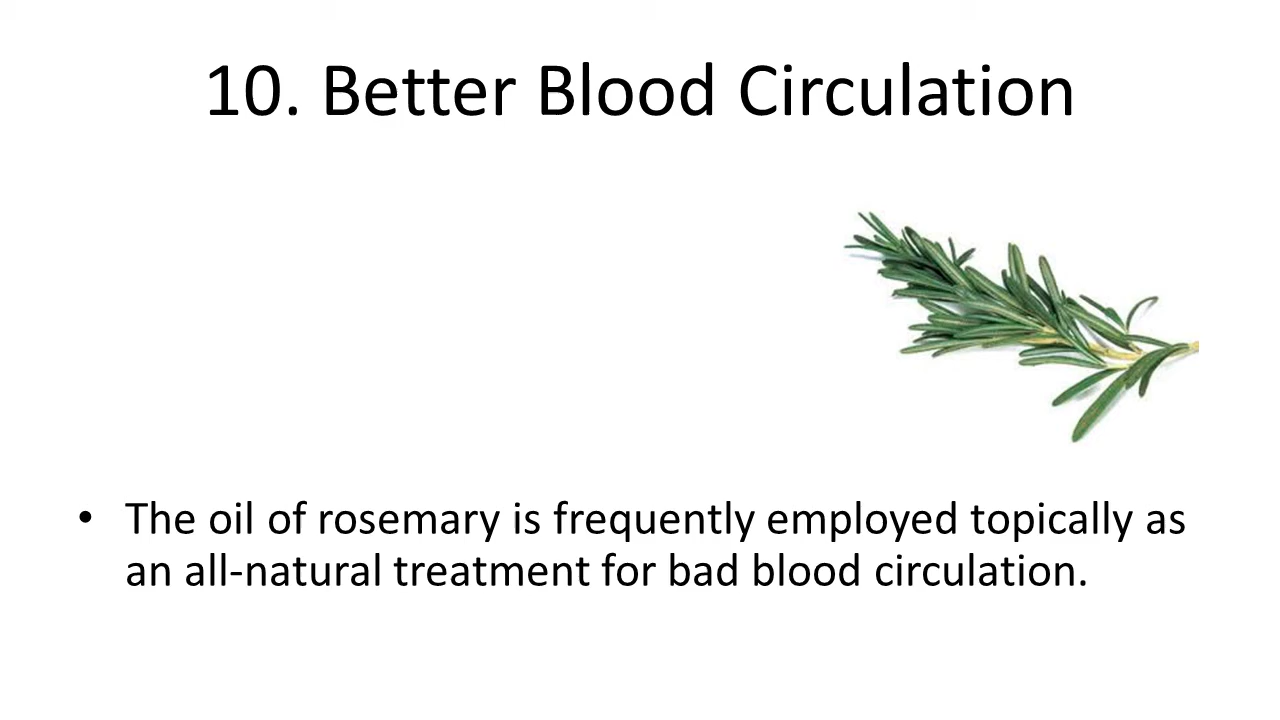 10. Better Blood Circulation
• The oil of rosemary is frequently employed topically as
an all-natural treatment for bad blood circulation.